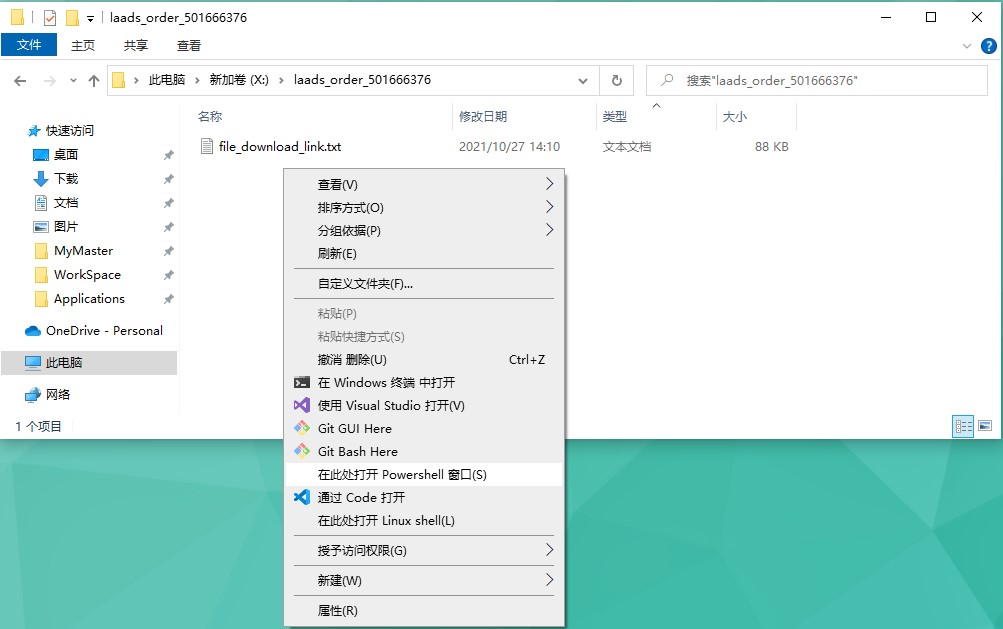 laads_order_501666376
文件 主页 共享 查看
此电脑 新加卷 (X:) laads_order_501666376 搜索"laads_order_501666376"
名称 修改日期 类型 大小
file_download_link.txt 2021/10/27 14:10 文本文档 88 KB
快速访问
桌面
下载
文档
图片
MyMaster
WorkSpace
Applications
OneDrive - Personal
此电脑
网络
1 个项目
查看(V)
排序方式(O)
分组依据(P)
刷新(E)
自定义文件夹(F)...
粘贴(P)
粘贴快捷方式(S)
撤消 删除(U) Ctrl+Z
在 Windows 终端 中打开
使用 Visual Studio 打开(V)
Git GUI Here
Git Bash Here
在此处打开 Powershell 窗口(S)
通过 Code 打开
在此处打开 Linux shell(L)
授予访问权限(G)
新建(W)
属性(R)